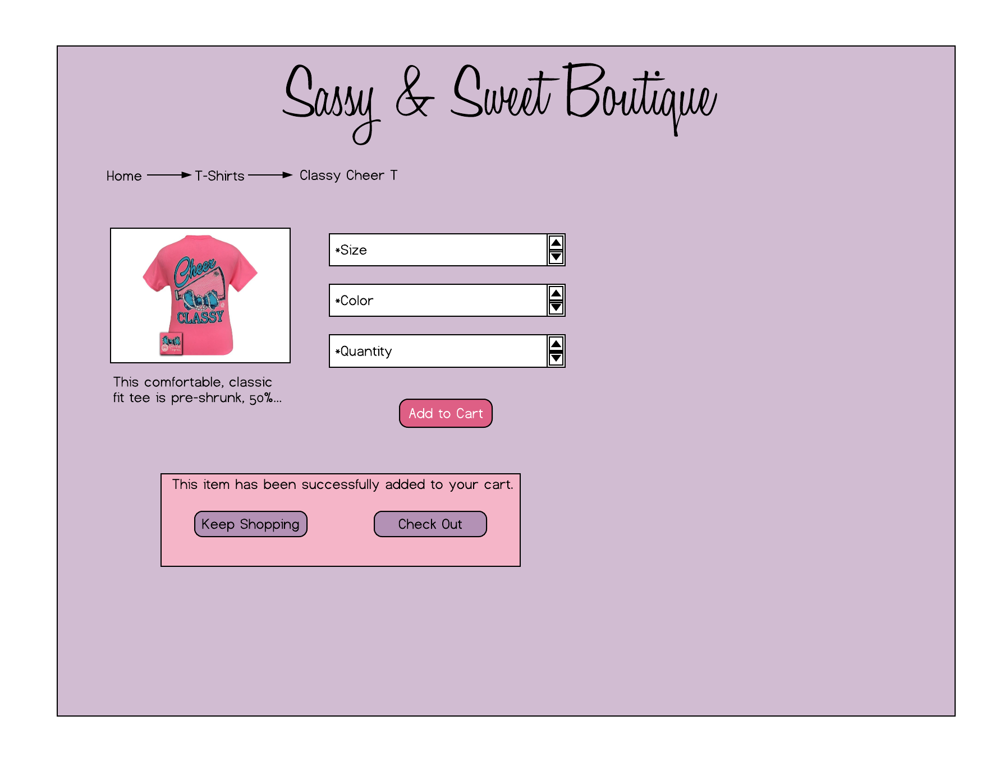 Sassy & Sweet Boutique
Home T-Shirts Classy Cheer T
Cheer
CLASSY
*Size
*Color
*Quantity
This comfortable, classic
fit tee is pre-shrunk, 50%...
Add to Cart
This item has been successfully added to your cart.
Keep Shopping Check Out